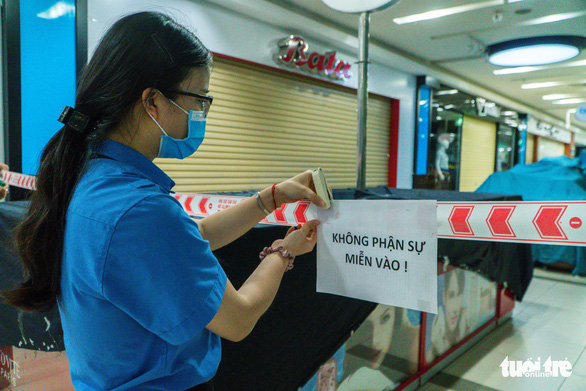 Bata
KHÔNG PHẬN SỰ
MIỄN VÀO !
tuổi trẻ
online